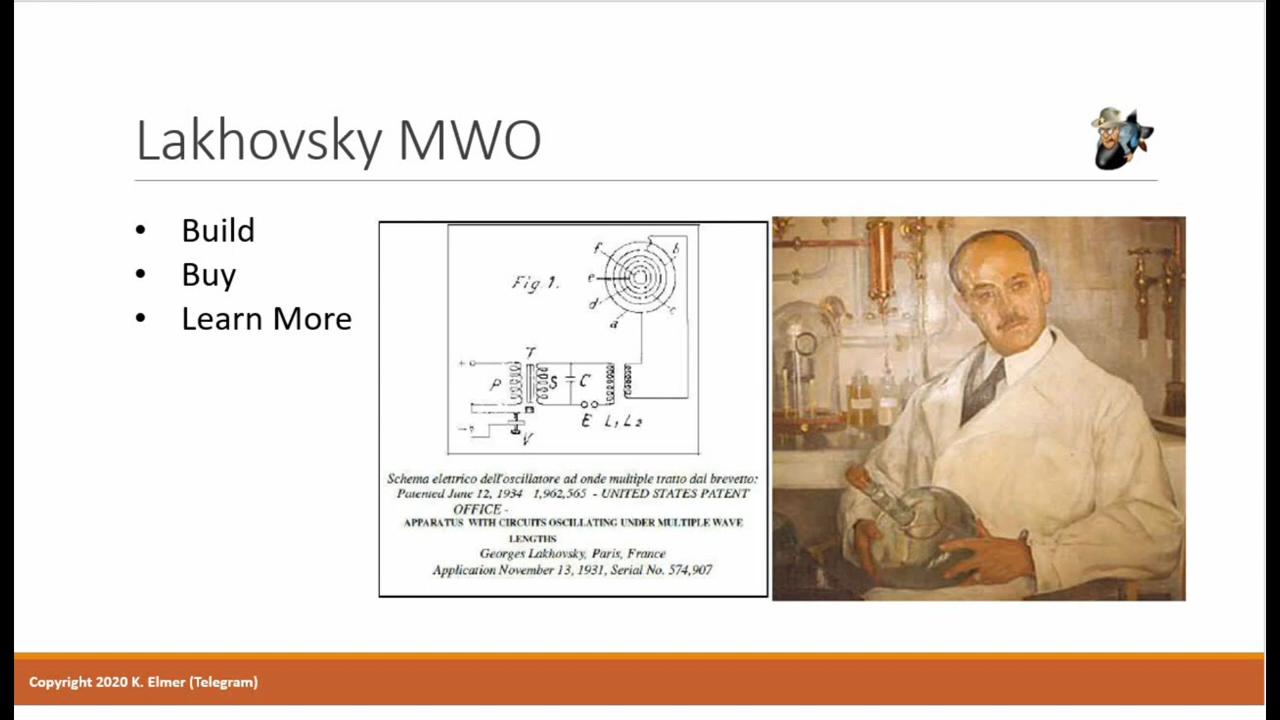 Lakhovsky MWO
• Build
• Buy
• Learn More
Fig 1.
f
b
e
d
c
a
T
+
P
S
C
E
L₁
L₂
V
Schema elettrico dell'oscillatore ad onde multiple tratto dal brevetto:
Patented June 12, 1934 1,962,565 - UNITED STATES PATENT
OFFICE -
APPARATUS WITH CIRCUITS OSCILLATING UNDER MULTIPLE WAVE
LENGTHS
Georges Lakhovsky, Paris, France
Application November 13, 1931, Serial No. 574,907
Copyright 2020 K. Elmer (Telegram)